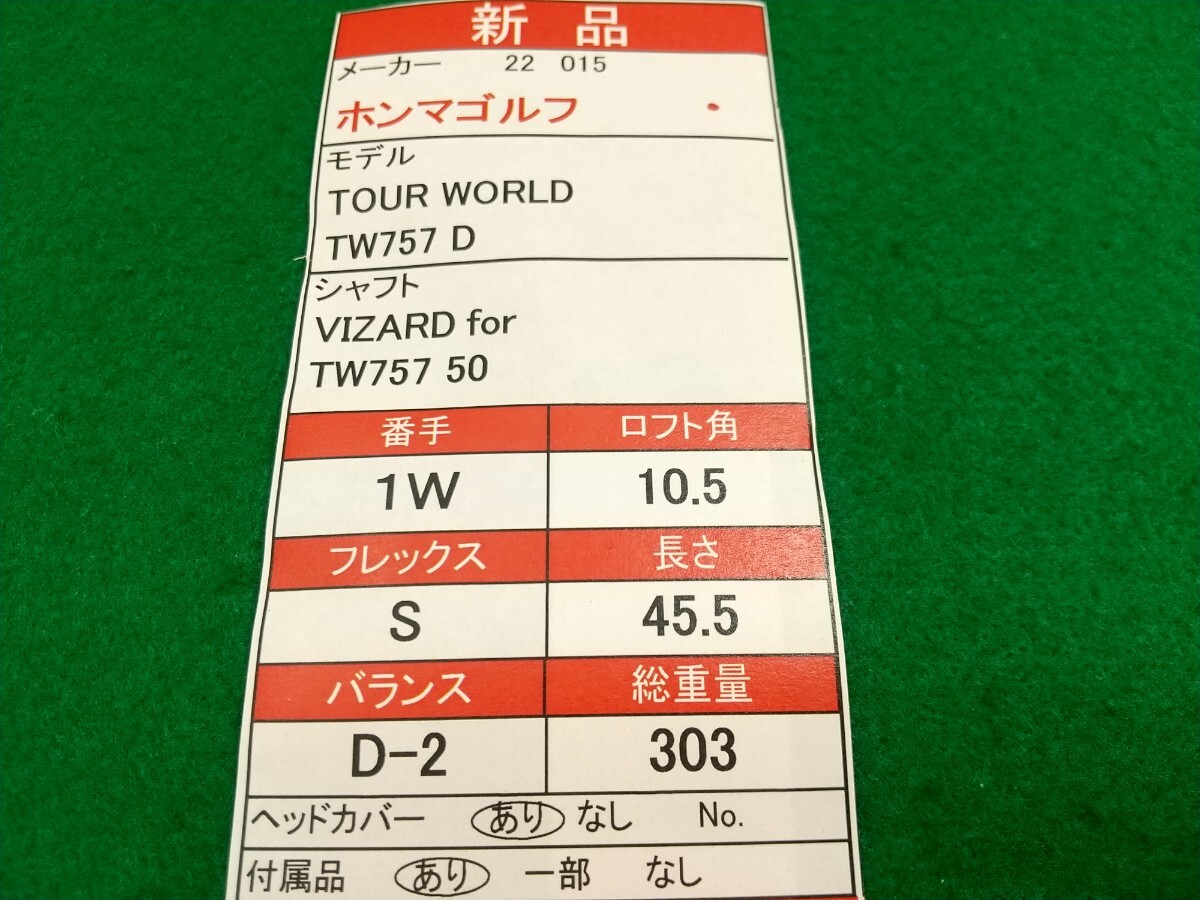 新 品
メーカー 22 015
ホンマゴルフ
モデル
TOUR WORLD
TW757 D
シャフト
VIZARD for
TW757 50
番手 ロフト角
1W 10.5
フレックス 長さ
S 45.5
バランス 総重量
D-2 303
ヘッドカバー あり なし No.
付属品 あり 一部 なし